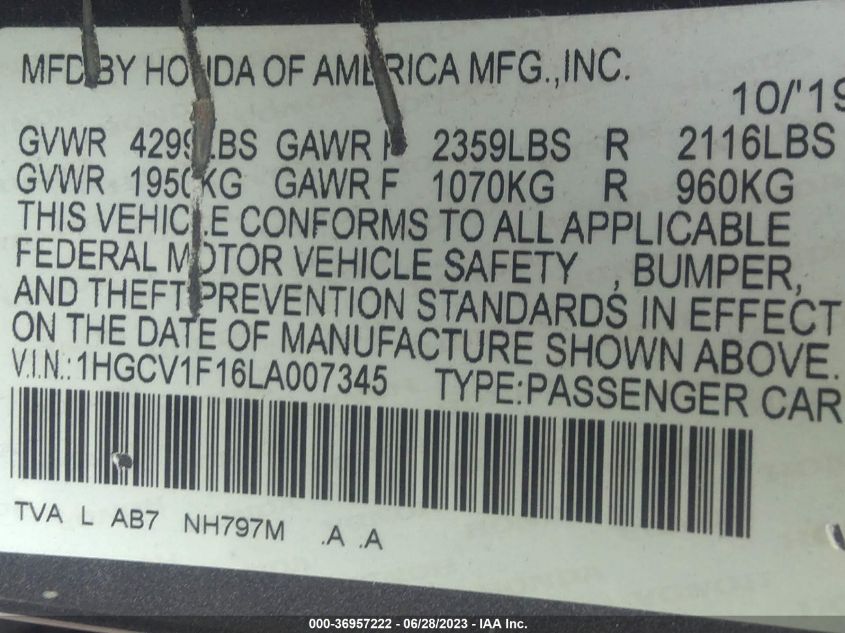 MFD BY HONDA OF AMERICA MFG., INC.
10/'19
GVWR 4299LBS GAWR F 2359LBS R 2116LBS
GVWR 1950KG GAWR F 1070KG R 960KG
THIS VEHICLE CONFORMS TO ALL APPLICABLE
FEDERAL MOTOR VEHICLE SAFETY , BUMPER,
AND THEFT PREVENTION STANDARDS IN EFFECT
ON THE DATE OF MANUFACTURE SHOWN ABOVE.
V.I.N.: 1HGCV1F16LA007345 TYPE:PASSENGER CAR
TVA L AB7 NH797M .A .A
000-36957222 - 06/28/2023 - IAA Inc.